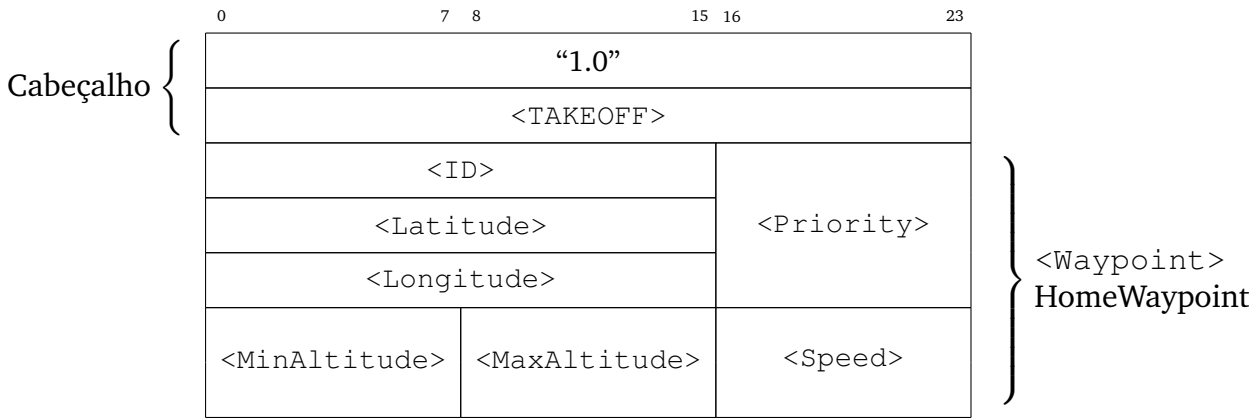 0 7 8 15 16 23
“1.0”
Cabeçalho
<TAKEOFF>
<ID>
<Latitude>
<Priority>
<Longitude>
<Waypoint>
HomeWaypoint
<MinAltitude> <MaxAltitude> <Speed>